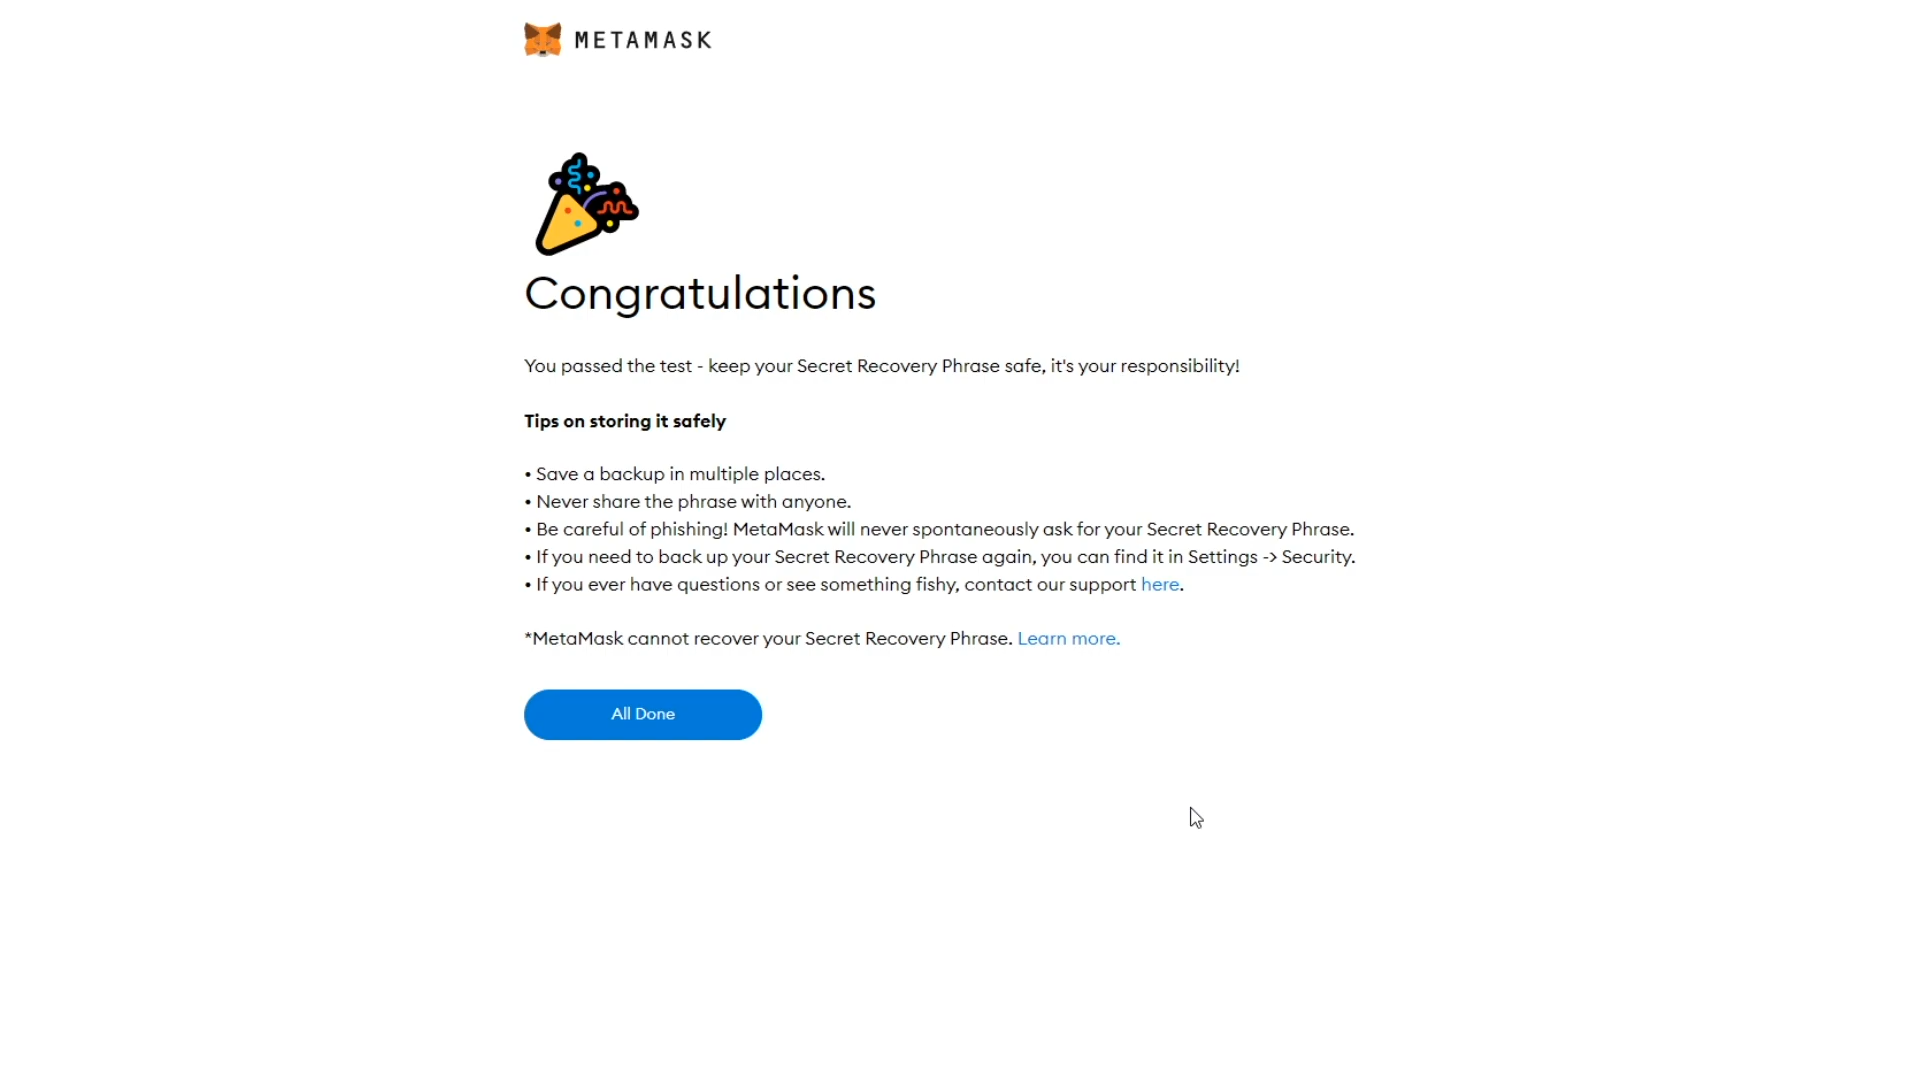 METAMASK
Congratulations
You passed the test - keep your Secret Recovery Phrase safe, it's your responsibility!
Tips on storing it safely
• Save a backup in multiple places.
• Never share the phrase with anyone.
• Be careful of phishing! MetaMask will never spontaneously ask for your Secret Recovery Phrase.
• If you need to back up your Secret Recovery Phrase again, you can find it in Settings -> Security.
• If you ever have questions or see something fishy, contact our support here.
*MetaMask cannot recover your Secret Recovery Phrase. Learn more.
All Done